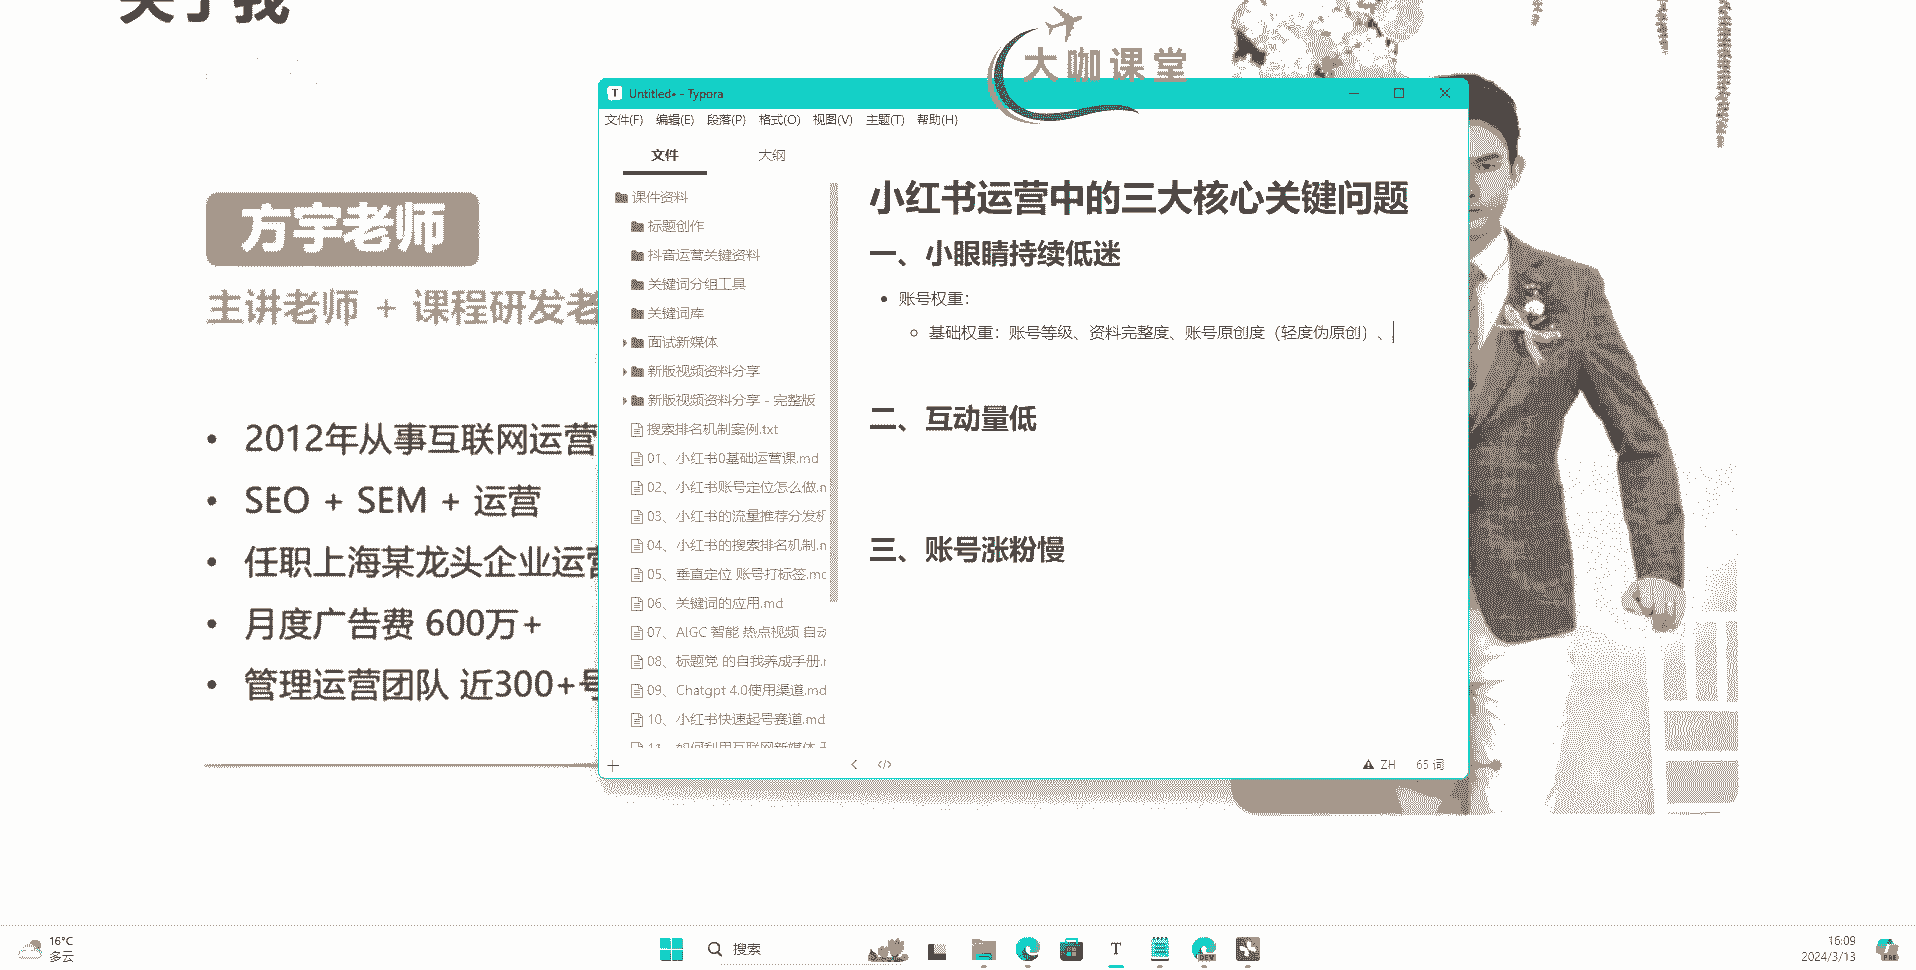 关于我
大咖课堂
方宇老师
主讲老师 + 课程研发老
• 2012年从事互联网运营
• SEO + SEM + 运营
• 任职上海某龙头企业运营
• 月度广告费 600万+
• 管理运营团队 近300+号
Untitled• - Typora
文件(F) 编辑(E) 段落(P) 格式(O) 视图(V) 主题(T) 帮助(H)
文件 大纲
课件资料
标题创作
抖音运营关键资料
关键词分组工具
关键词库
面试新媒体
新版视频资料分享
新版视频资料分享 - 完整版
搜索排名机制案例.txt
01、小红书0基础运营课.md
02、小红书账号定位怎么做.n
03、小红书的流量推荐分发机
04、小红书的搜索排名机制.n
05、垂直定位 账号打标签.mc
06、关键词的应用.md
07、AIGC 智能 热点视频 自动
08、标题党 的自我养成手册.r
09、Chatgpt 4.0使用渠道.md
10、小红书快速起号赛道.md
11、如何利用互联网新媒体
小红书运营中的三大核心关键问题
一、小眼睛持续低迷
• 账号权重：
○ 基础权重：账号等级、资料完整度、账号原创度（轻度伪原创）、
二、互动量低
三、账号涨粉慢
</> ZH 65 词
16°C
多云
搜索
T
DEV
16:09
2024/3/13
PRE